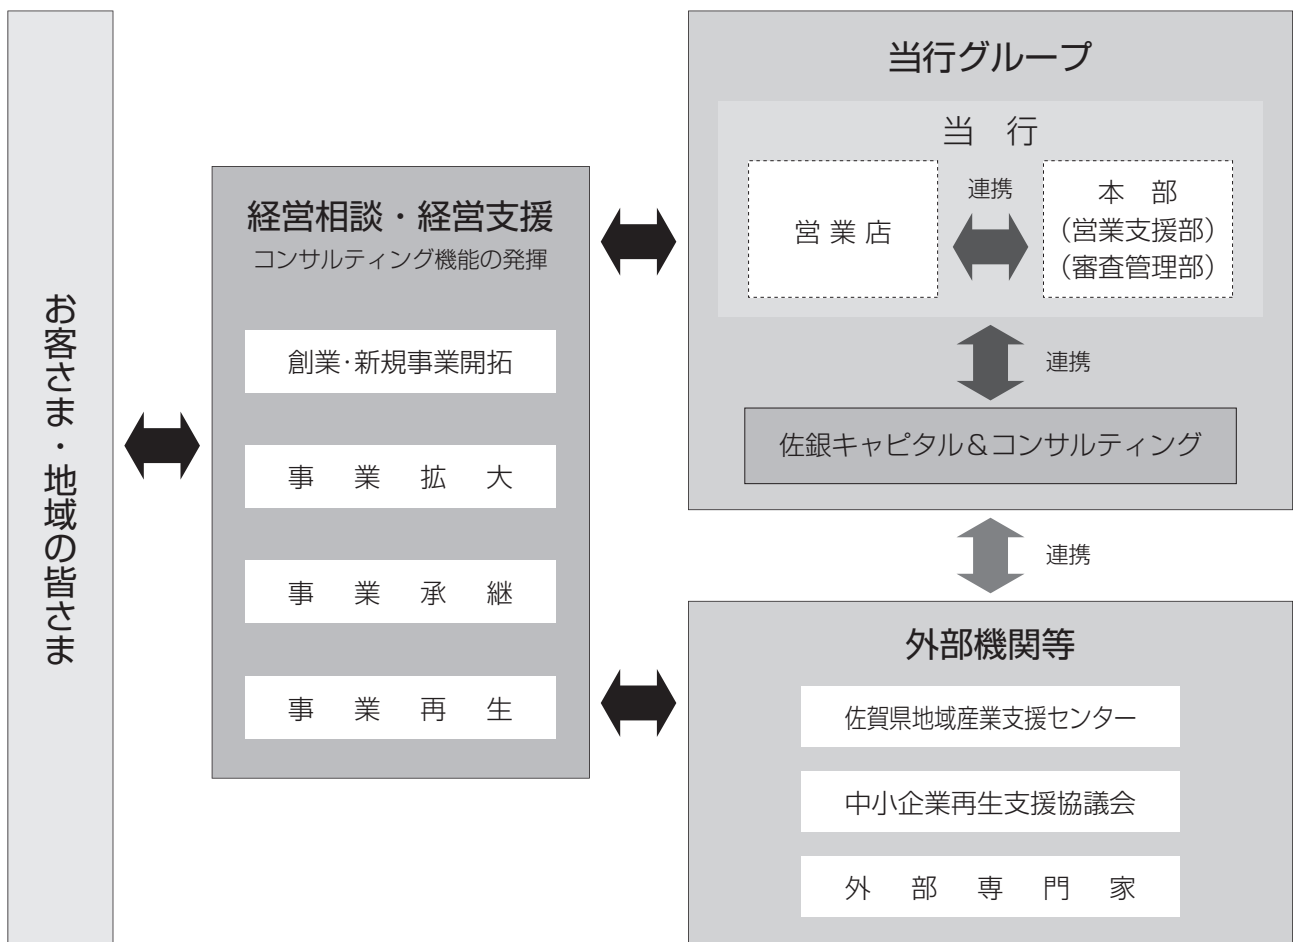 お客さま・地域の皆さま
経営相談・経営支援
コンサルティング機能の発揮
創業・新規事業開拓
事業拡大
事業承継
事業再生
当行グループ
当行
営業店
連携
本部
（営業支援部）
（審査管理部）
連携
佐銀キャピタル＆コンサルティング
連携
外部機関等
佐賀県地域産業支援センター
中小企業再生支援協議会
外部専門家